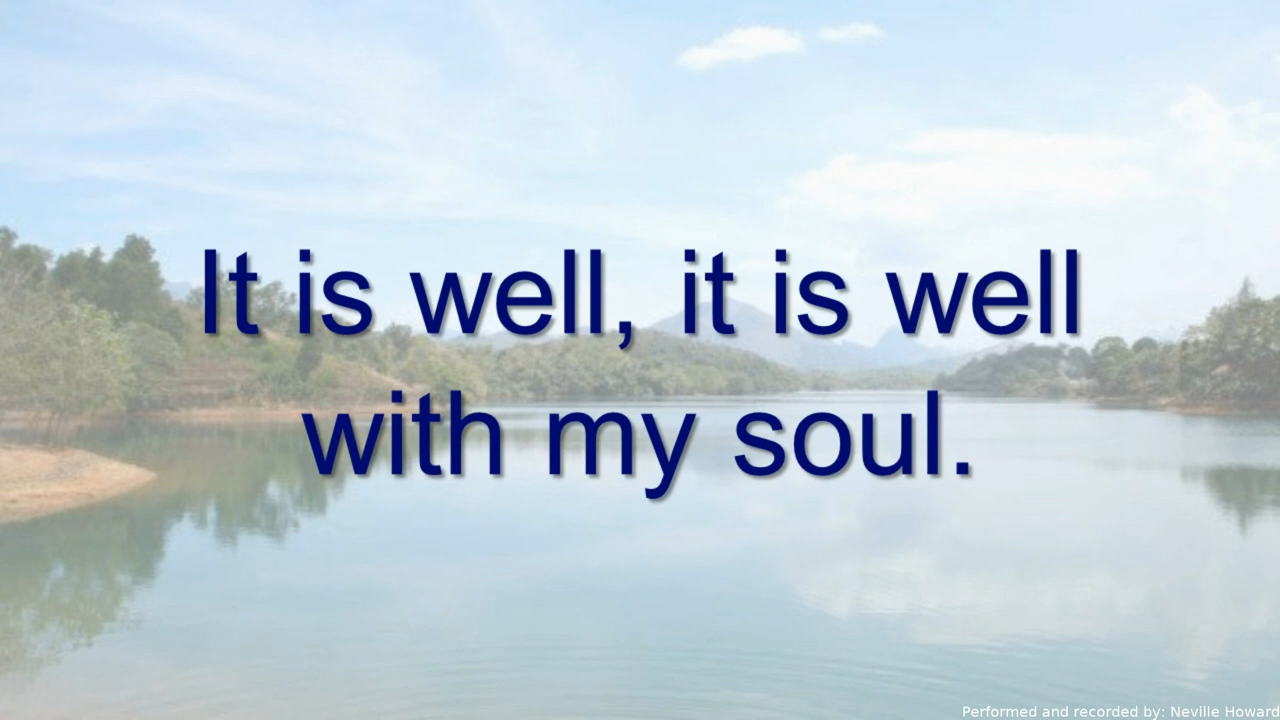 It is well, it is well
with my soul.
Performed and recorded by: Neville Howard